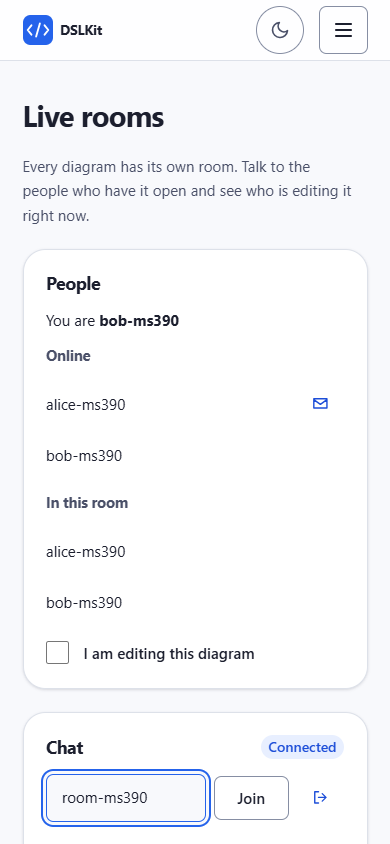 DSLKit
Live rooms
Every diagram has its own room. Talk to the
people who have it open and see who is editing it
right now.
People
You are bob-ms390
Online
alice-ms390
bob-ms390
In this room
alice-ms390
bob-ms390
I am editing this diagram
Chat
Connected
room-ms390
Join